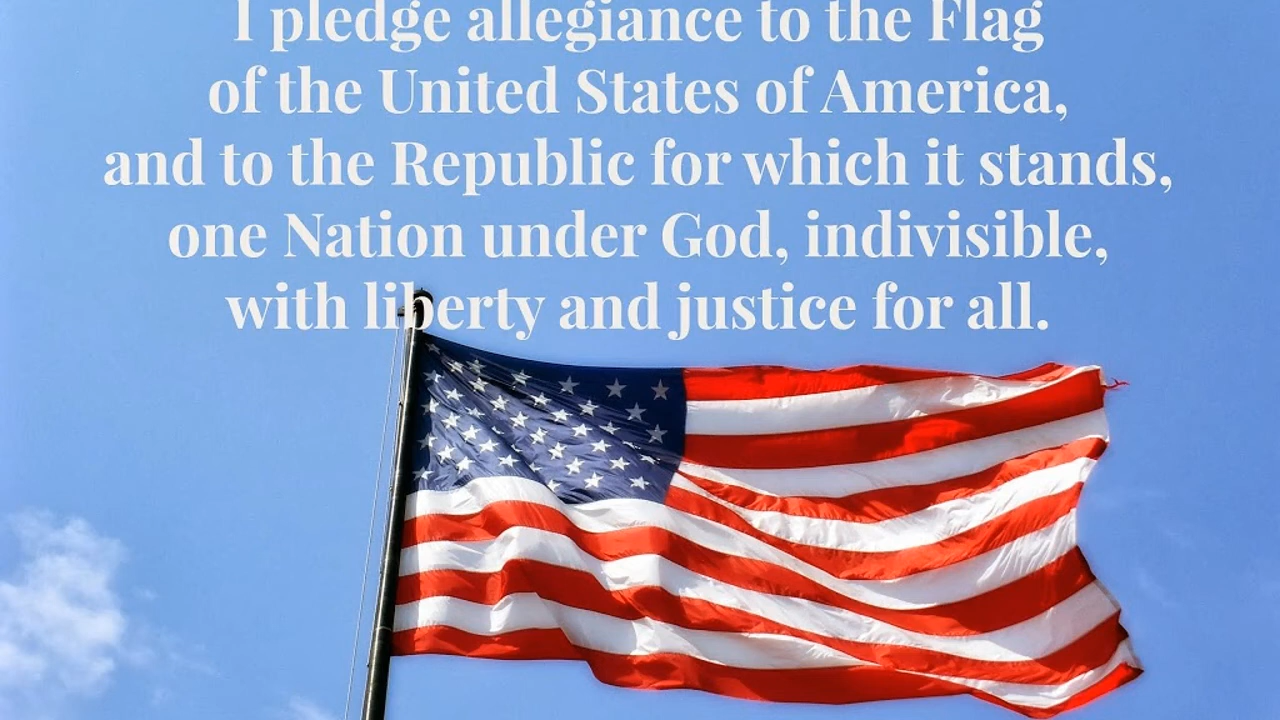 I pledge allegiance to the Flag
of the United States of America,
and to the Republic for which it stands,
one Nation under God, indivisible,
with liberty and justice for all.